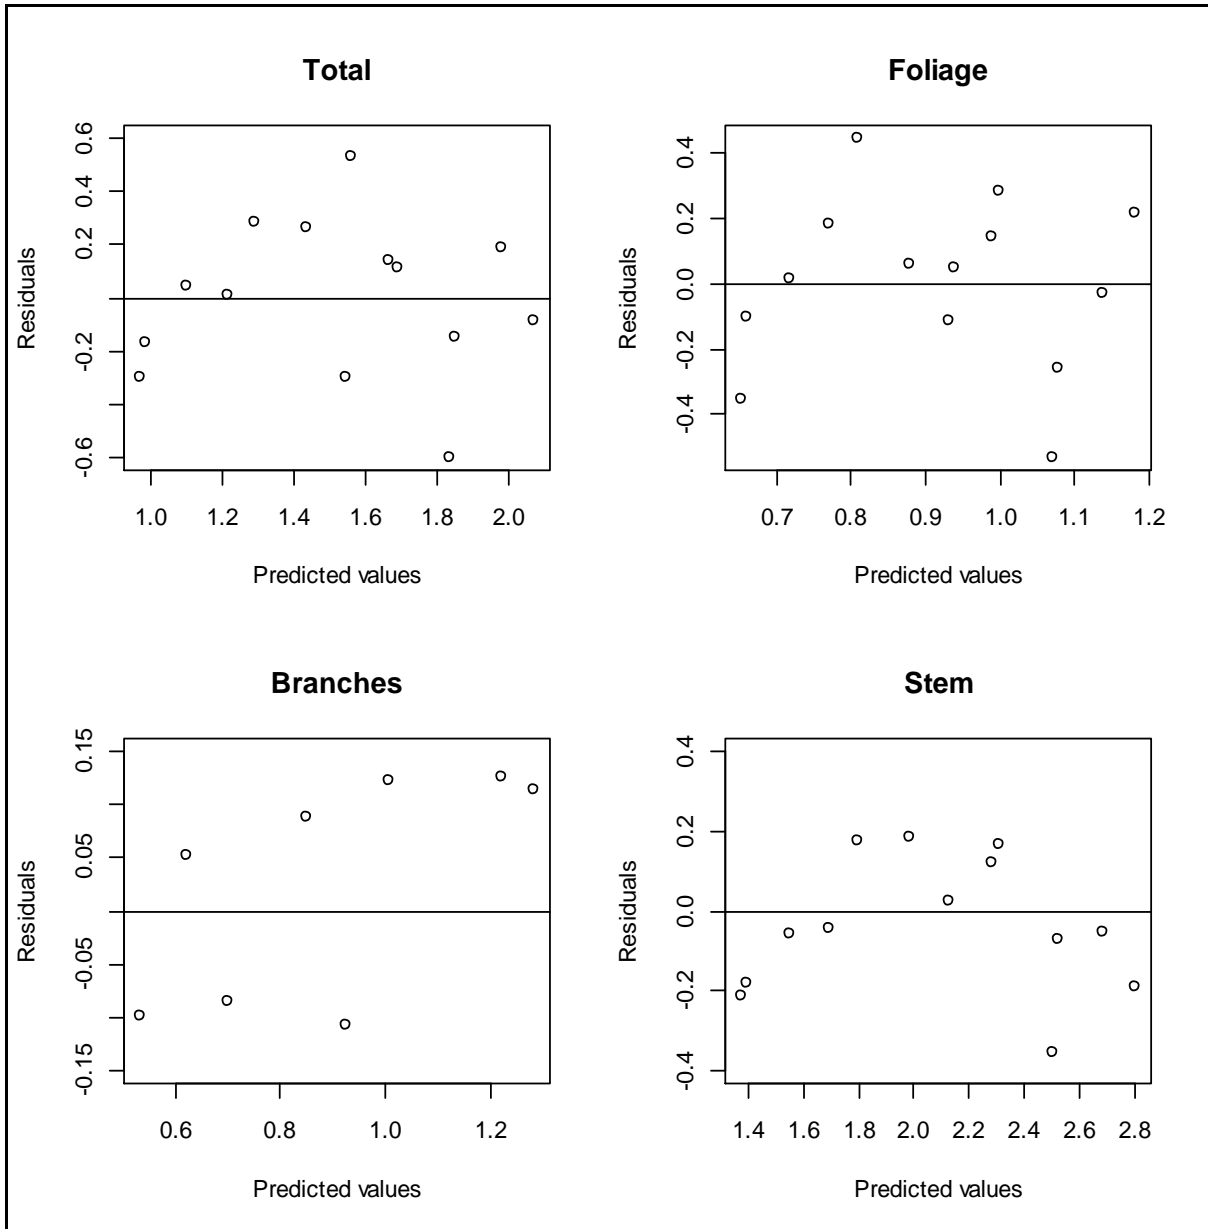 Total
Residuals
0.6
0.4
0.2
-0.2
-0.6
1.0 1.2 1.4 1.6 1.8 2.0
Predicted values
Foliage
Residuals
0.4
0.2
0.0
-0.2
-0.4
0.7 0.8 0.9 1.0 1.1 1.2
Predicted values
Branches
Residuals
0.15
0.05
-0.05
-0.15
0.6 0.8 1.0 1.2
Predicted values
Stem
Residuals
0.4
0.2
0.0
-0.2
-0.4
1.4 1.6 1.8 2.0 2.2 2.4 2.6 2.8
Predicted values